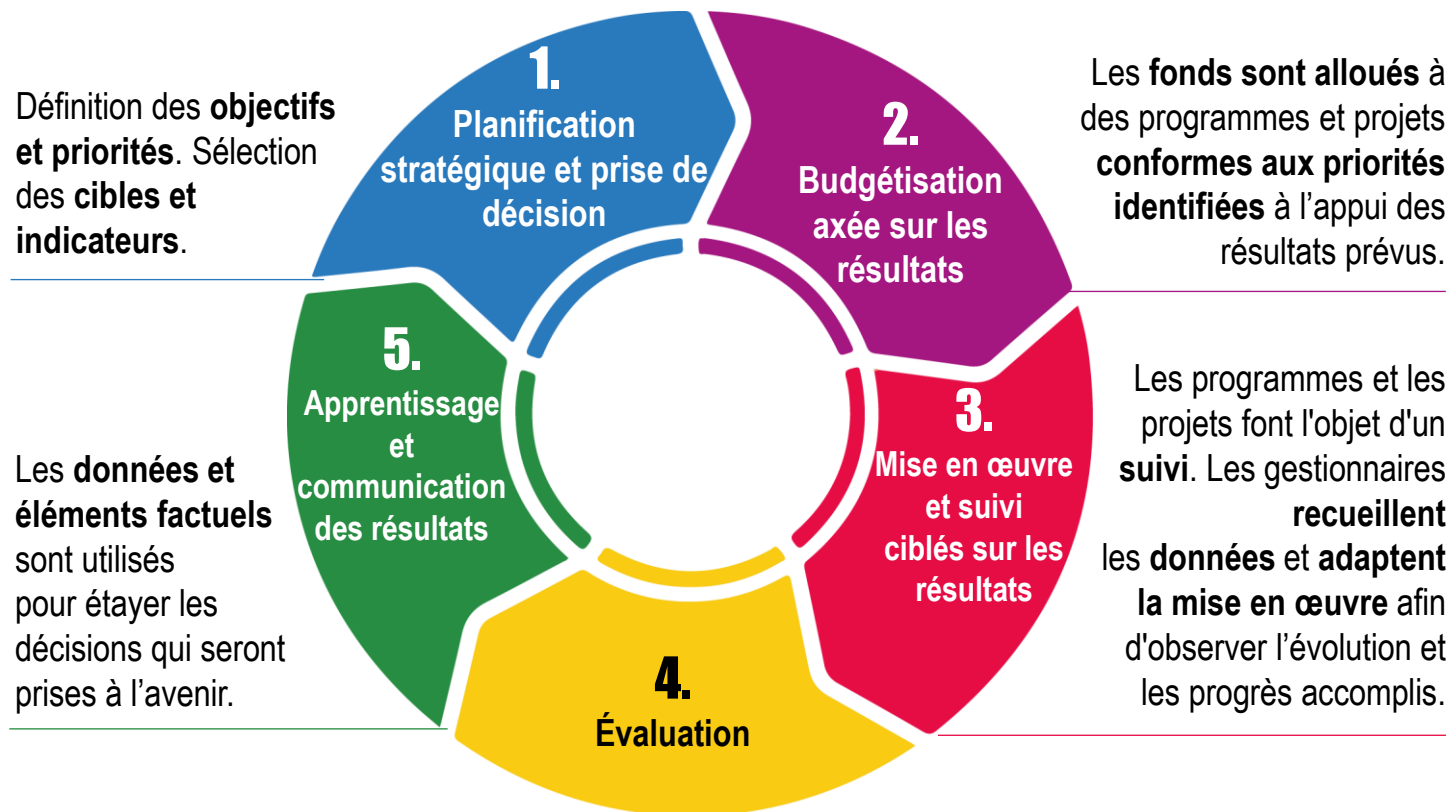 1.
Planification
stratégique et prise de
décision
Définition des objectifs
et priorités. Sélection
des cibles et
indicateurs.
2.
Budgétisation
axée sur les
résultats
Les fonds sont alloués à
des programmes et projets
conformes aux priorités
identifiées à l’appui des
résultats prévus.
3.
Mise en œuvre
et suivi
ciblés sur les
résultats
Les programmes et les
projets font l'objet d'un
suivi. Les gestionnaires
recueillent
les données et adaptent
la mise en œuvre afin
d'observer l’évolution et
les progrès accomplis.
4.
Évaluation
5.
Apprentissage
et
communication
des résultats
Les données et
éléments factuels
sont utilisés
pour étayer les
décisions qui seront
prises à l’avenir.